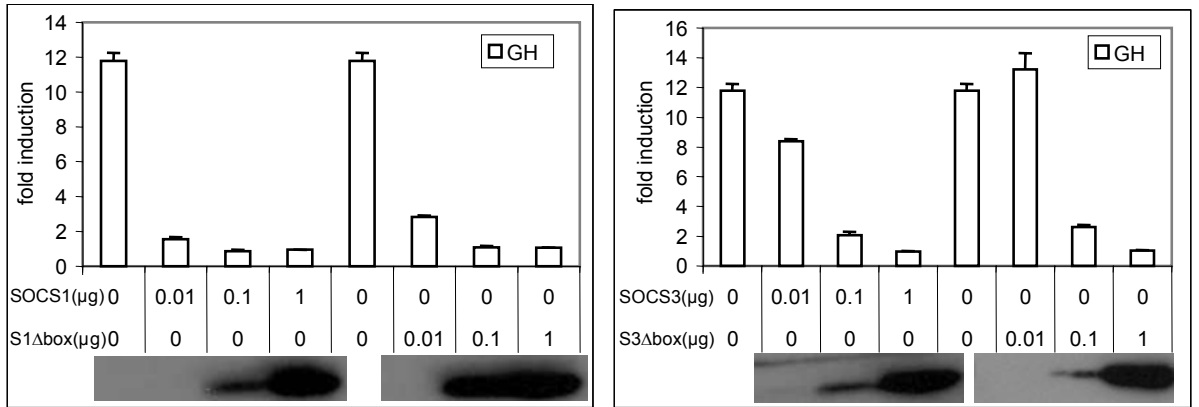 14
12
10
8
6
4
2
0
fold induction
GH
SOCS1(µg) 0 0.01 0.1 1 0 0 0 0
S1Δbox(µg) 0 0 0 0 0 0.01 0.1 1
16
14
12
10
8
6
4
2
0
fold induction
GH
SOCS3(µg) 0 0.01 0.1 1 0 0 0 0
S3Δbox(µg) 0 0 0 0 0 0.01 0.1 1